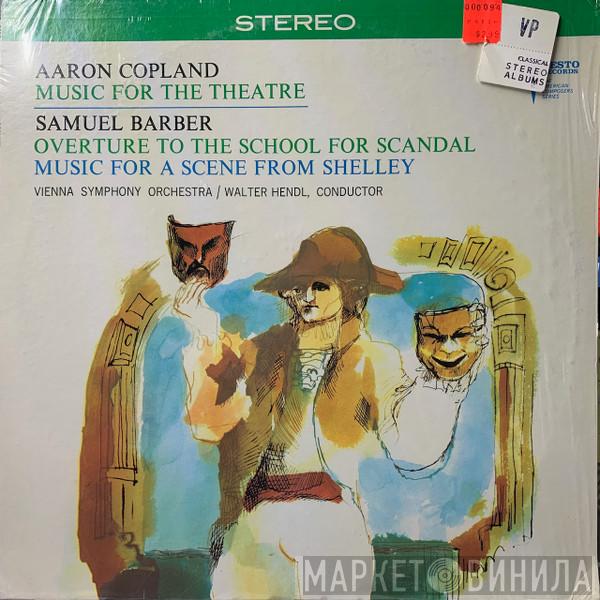 STEREO
VP
CLASSICAL
STEREO
ALBUMS
ESTO
AARON COPLAND
MUSIC FOR THE THEATRE
SAMUEL BARBER
OVERTURE TO THE SCHOOL FOR SCANDAL
MUSIC FOR A SCENE FROM SHELLEY
VIENNA SYMPHONY ORCHESTRA / WALTER HENDL, CONDUCTOR
МАРКЕТ ВИНИЛА